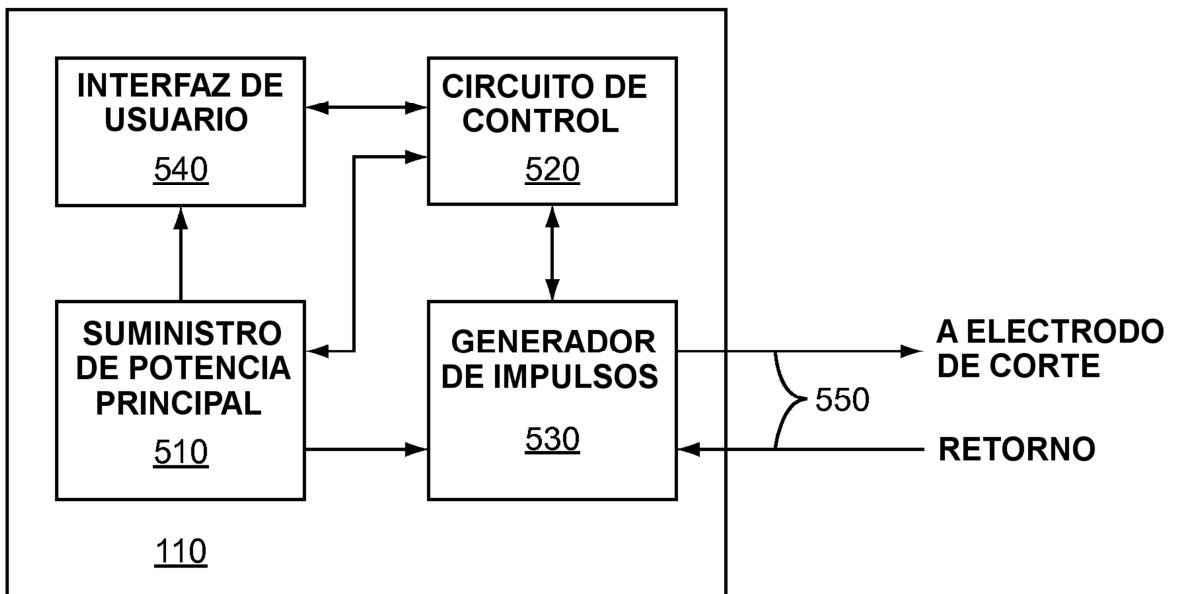 INTERFAZ DE
USUARIO
540
CIRCUITO DE
CONTROL
520
SUMINISTRO
DE POTENCIA
PRINCIPAL
510
GENERADOR
DE IMPULSOS
530
A ELECTRODO
DE CORTE
550
RETORNO
110